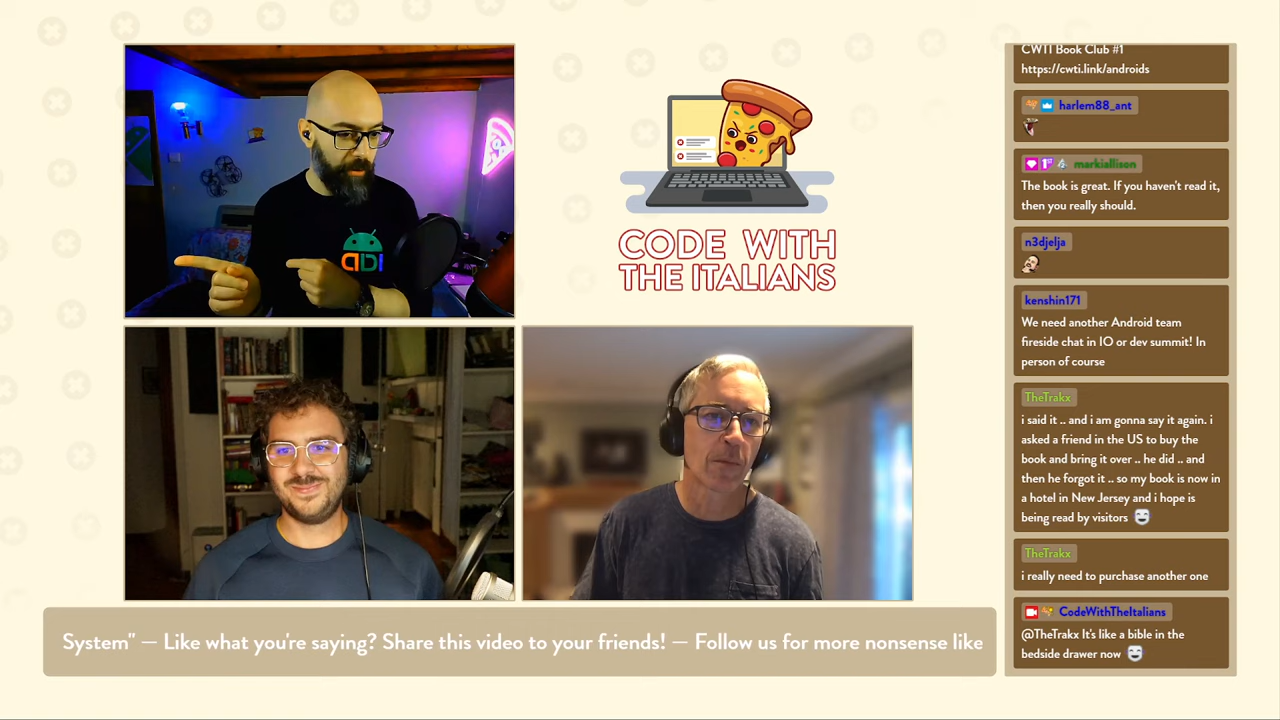 CODE WITH
THE ITALIANS
System" — Like what you're saying? Share this video to your friends! — Follow us for more nonsense like
CWTI Book Club #1
https://cwti.link/androids
harlem88_ant
markiallison
The book is great. If you haven't read it,
then you really should.
n3djelja
kenshin171
We need another Android team
fireside chat in IO or dev summit! In
person of course
TheTrakx
i said it .. and i am gonna say it again. i
asked a friend in the US to buy the
book and bring it over .. he did .. and
then he forgot it .. so my book is now in
a hotel in New Jersey and i hope is
being read by visitors
TheTrakx
i really need to purchase another one
CodeWithTheItalians
@TheTrakx It's like a bible in the
bedside drawer now